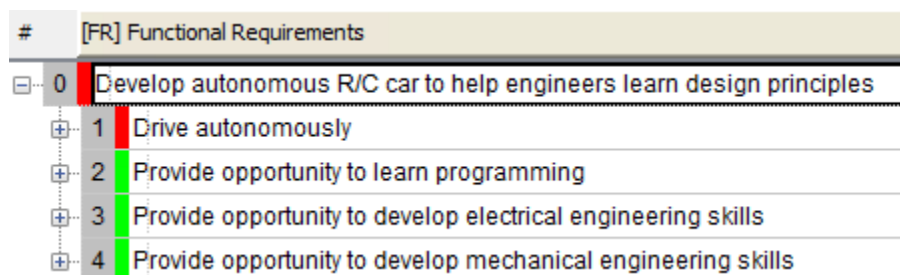 # [FR] Functional Requirements
0 Develop autonomous R/C car to help engineers learn design principles
1 Drive autonomously
2 Provide opportunity to learn programming
3 Provide opportunity to develop electrical engineering skills
4 Provide opportunity to develop mechanical engineering skills